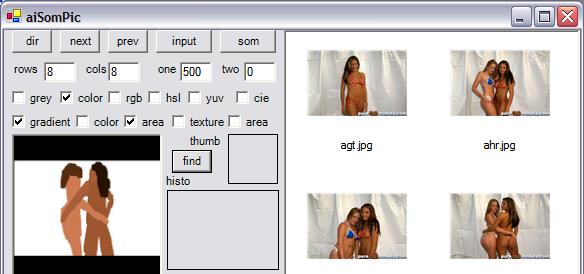 aiSomPic
dir next prev input som
rows 8 cols 8 one 500 two 0
grey color rgb hsl yuv cie
gradient color area texture area
thumb
find
histo
agt.jpg ahr.jpg